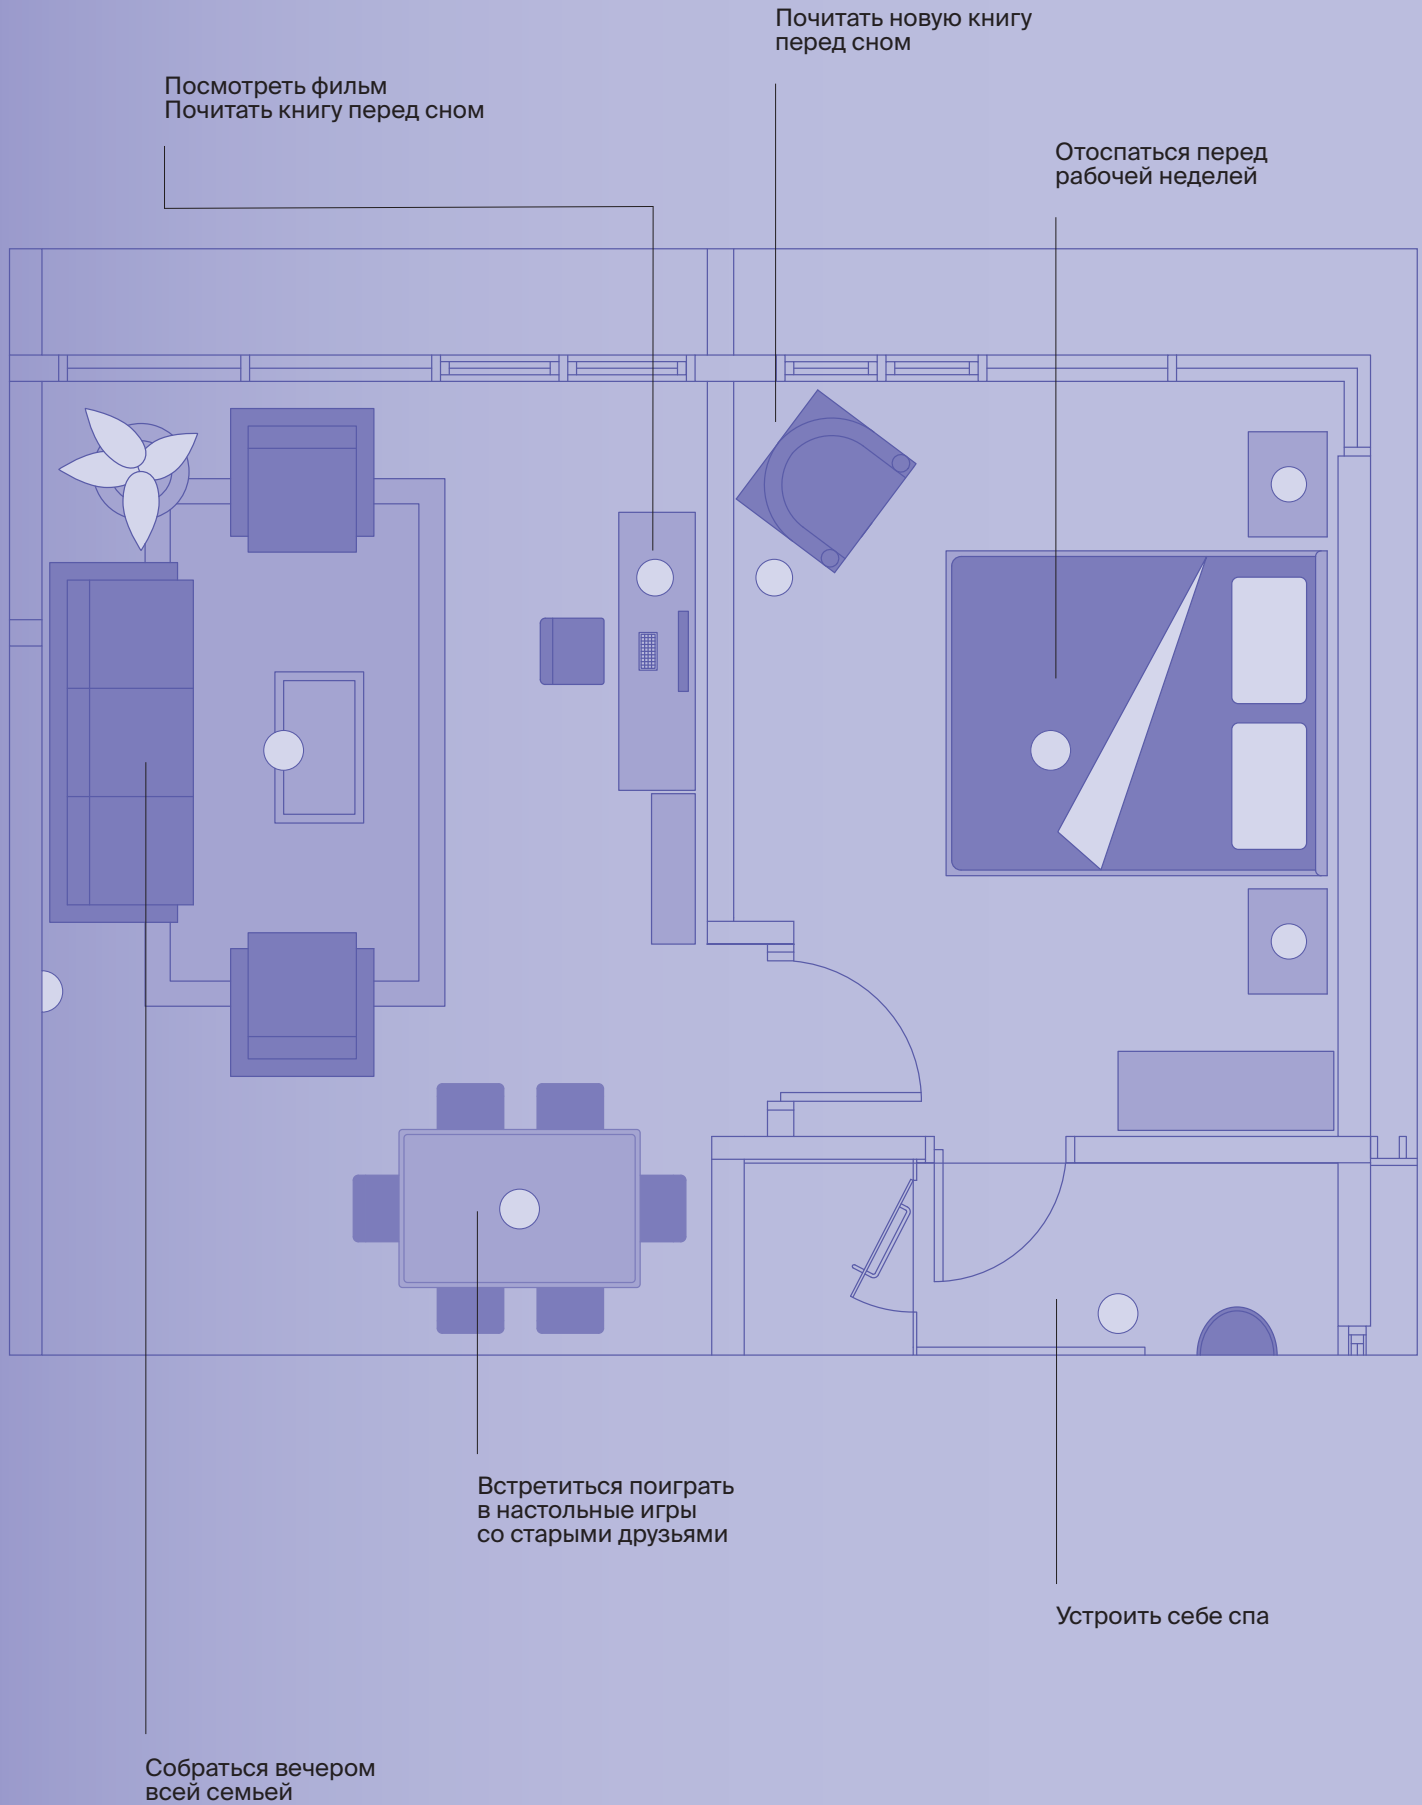 Почитать новую книгу
перед сном
Посмотреть фильм
Почитать книгу перед сном
Отоспаться перед
рабочей неделей
Встретиться поиграть
в настольные игры
со старыми друзьями
Устроить себе спа
Собраться вечером
всей семьей